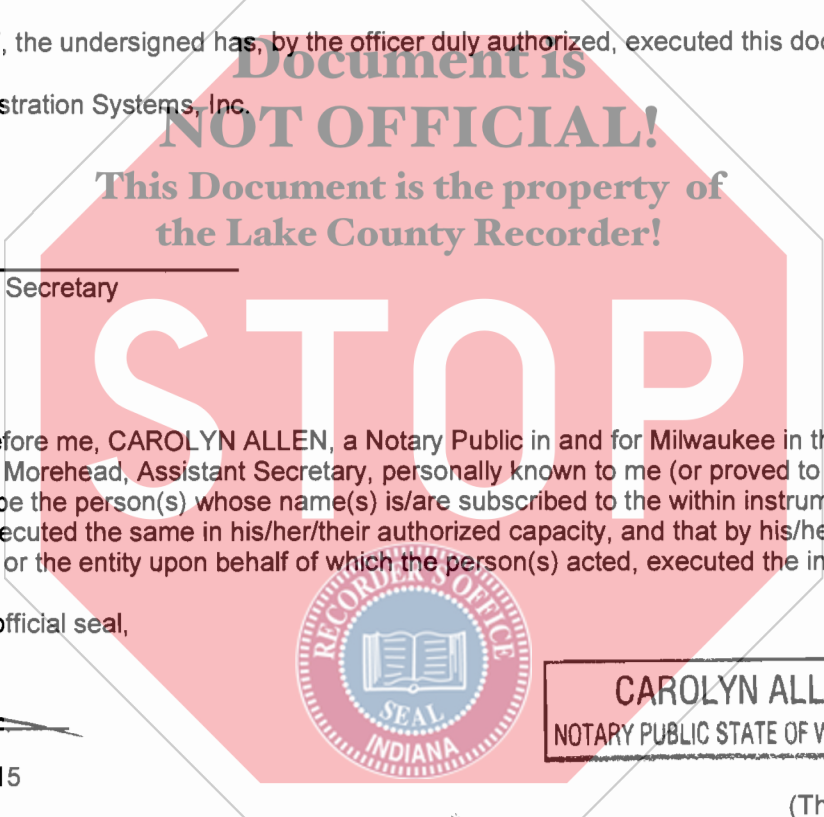 , the undersigned has, by the officer duly authorized, executed this doc
Document is
stration Systems, Inc.
NOT OFFICIAL!
This Document is the property of
the Lake County Recorder!
Secretary
STOP
efore me, CAROLYN ALLEN, a Notary Public in and for Milwaukee in th
Morehead, Assistant Secretary, personally known to me (or proved to
be the person(s) whose name(s) is/are subscribed to the within instrum
ecuted the same in his/her/their authorized capacity, and that by his/he
or the entity upon behalf of which the person(s) acted, executed the in
RECORDER'S OFFICE
official seal,
SEAL
INDIANA
CAROLYN ALL
NOTARY PUBLIC STATE OF W
15
(Th